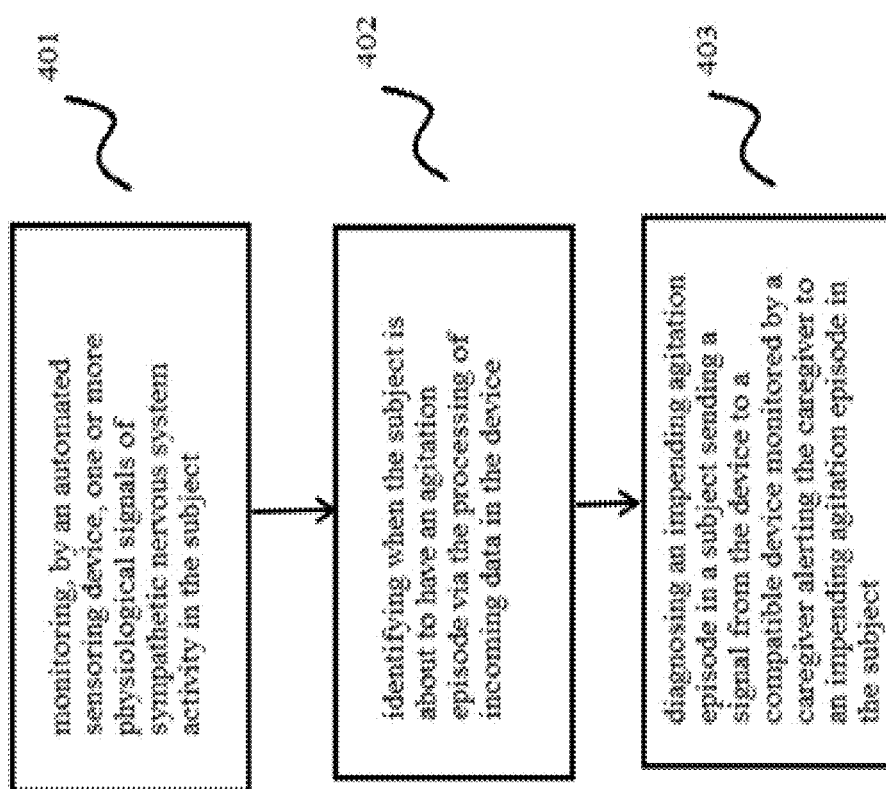 monitoring, by an automated
sensoring device, one or more
physiological signals of
sympathetic nervous system
activity in the subject
401
identifying when the subject is
about to have an agitation
episode via the processing of
incoming data in the device
402
diagnosing an impending agitation
episode in a subject sending a
signal from the device to a
compatible device monitored by a
caregiver alerting the caregiver to
an impending agitation episode in
the subject
403